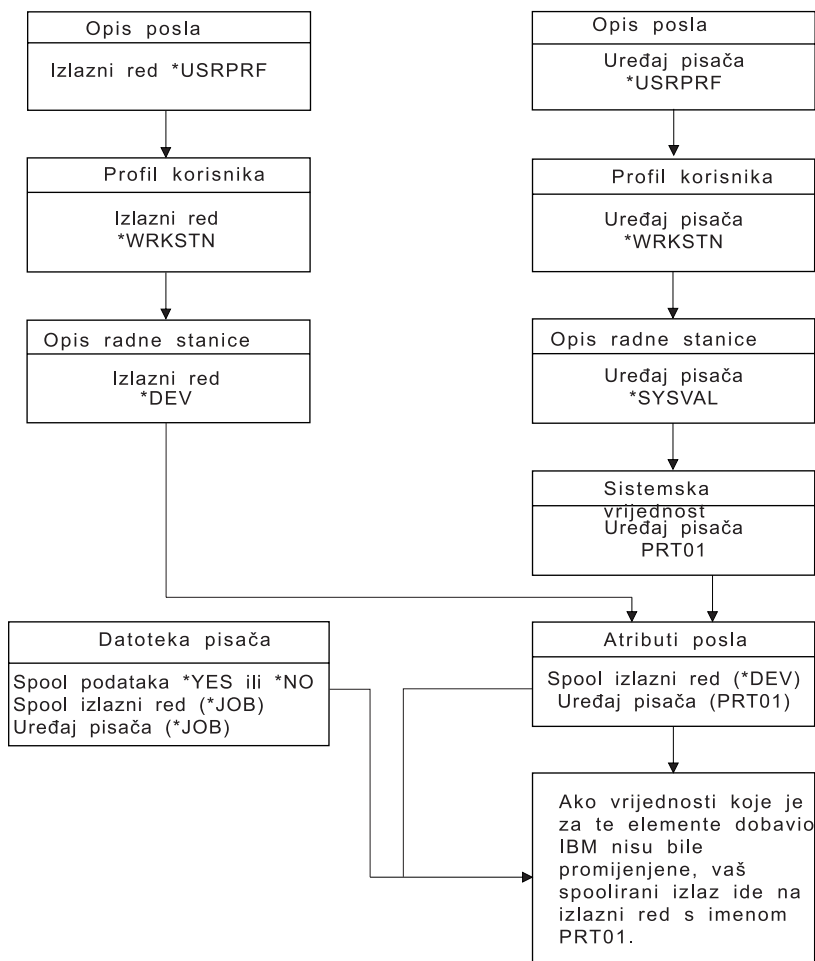 Opis posla
Izlazni red *USRPRF
Profil korisnika
Izlazni red
*WRKSTN
Opis radne stanice
Izlazni red
*DEV
Opis posla
Uređaj pisača
*USRPRF
Profil korisnika
Uređaj pisača
*WRKSTN
Opis radne stanice
Uređaj pisača
*SYSVAL
Sistemska
vrijednost
Uređaj pisača
PRT01
Datoteka pisača
Spool podataka *YES ili *NO
Spool izlazni red (*JOB)
Uređaj pisača (*JOB)
Atributi posla
Spool izlazni red (*DEV)
Uređaj pisača (PRT01)
Ako vrijednosti koje je
za te elemente dobavio
IBM nisu bile
promijenjene, vaš
spoolirani izlaz ide na
izlazni red s imenom
PRT01.